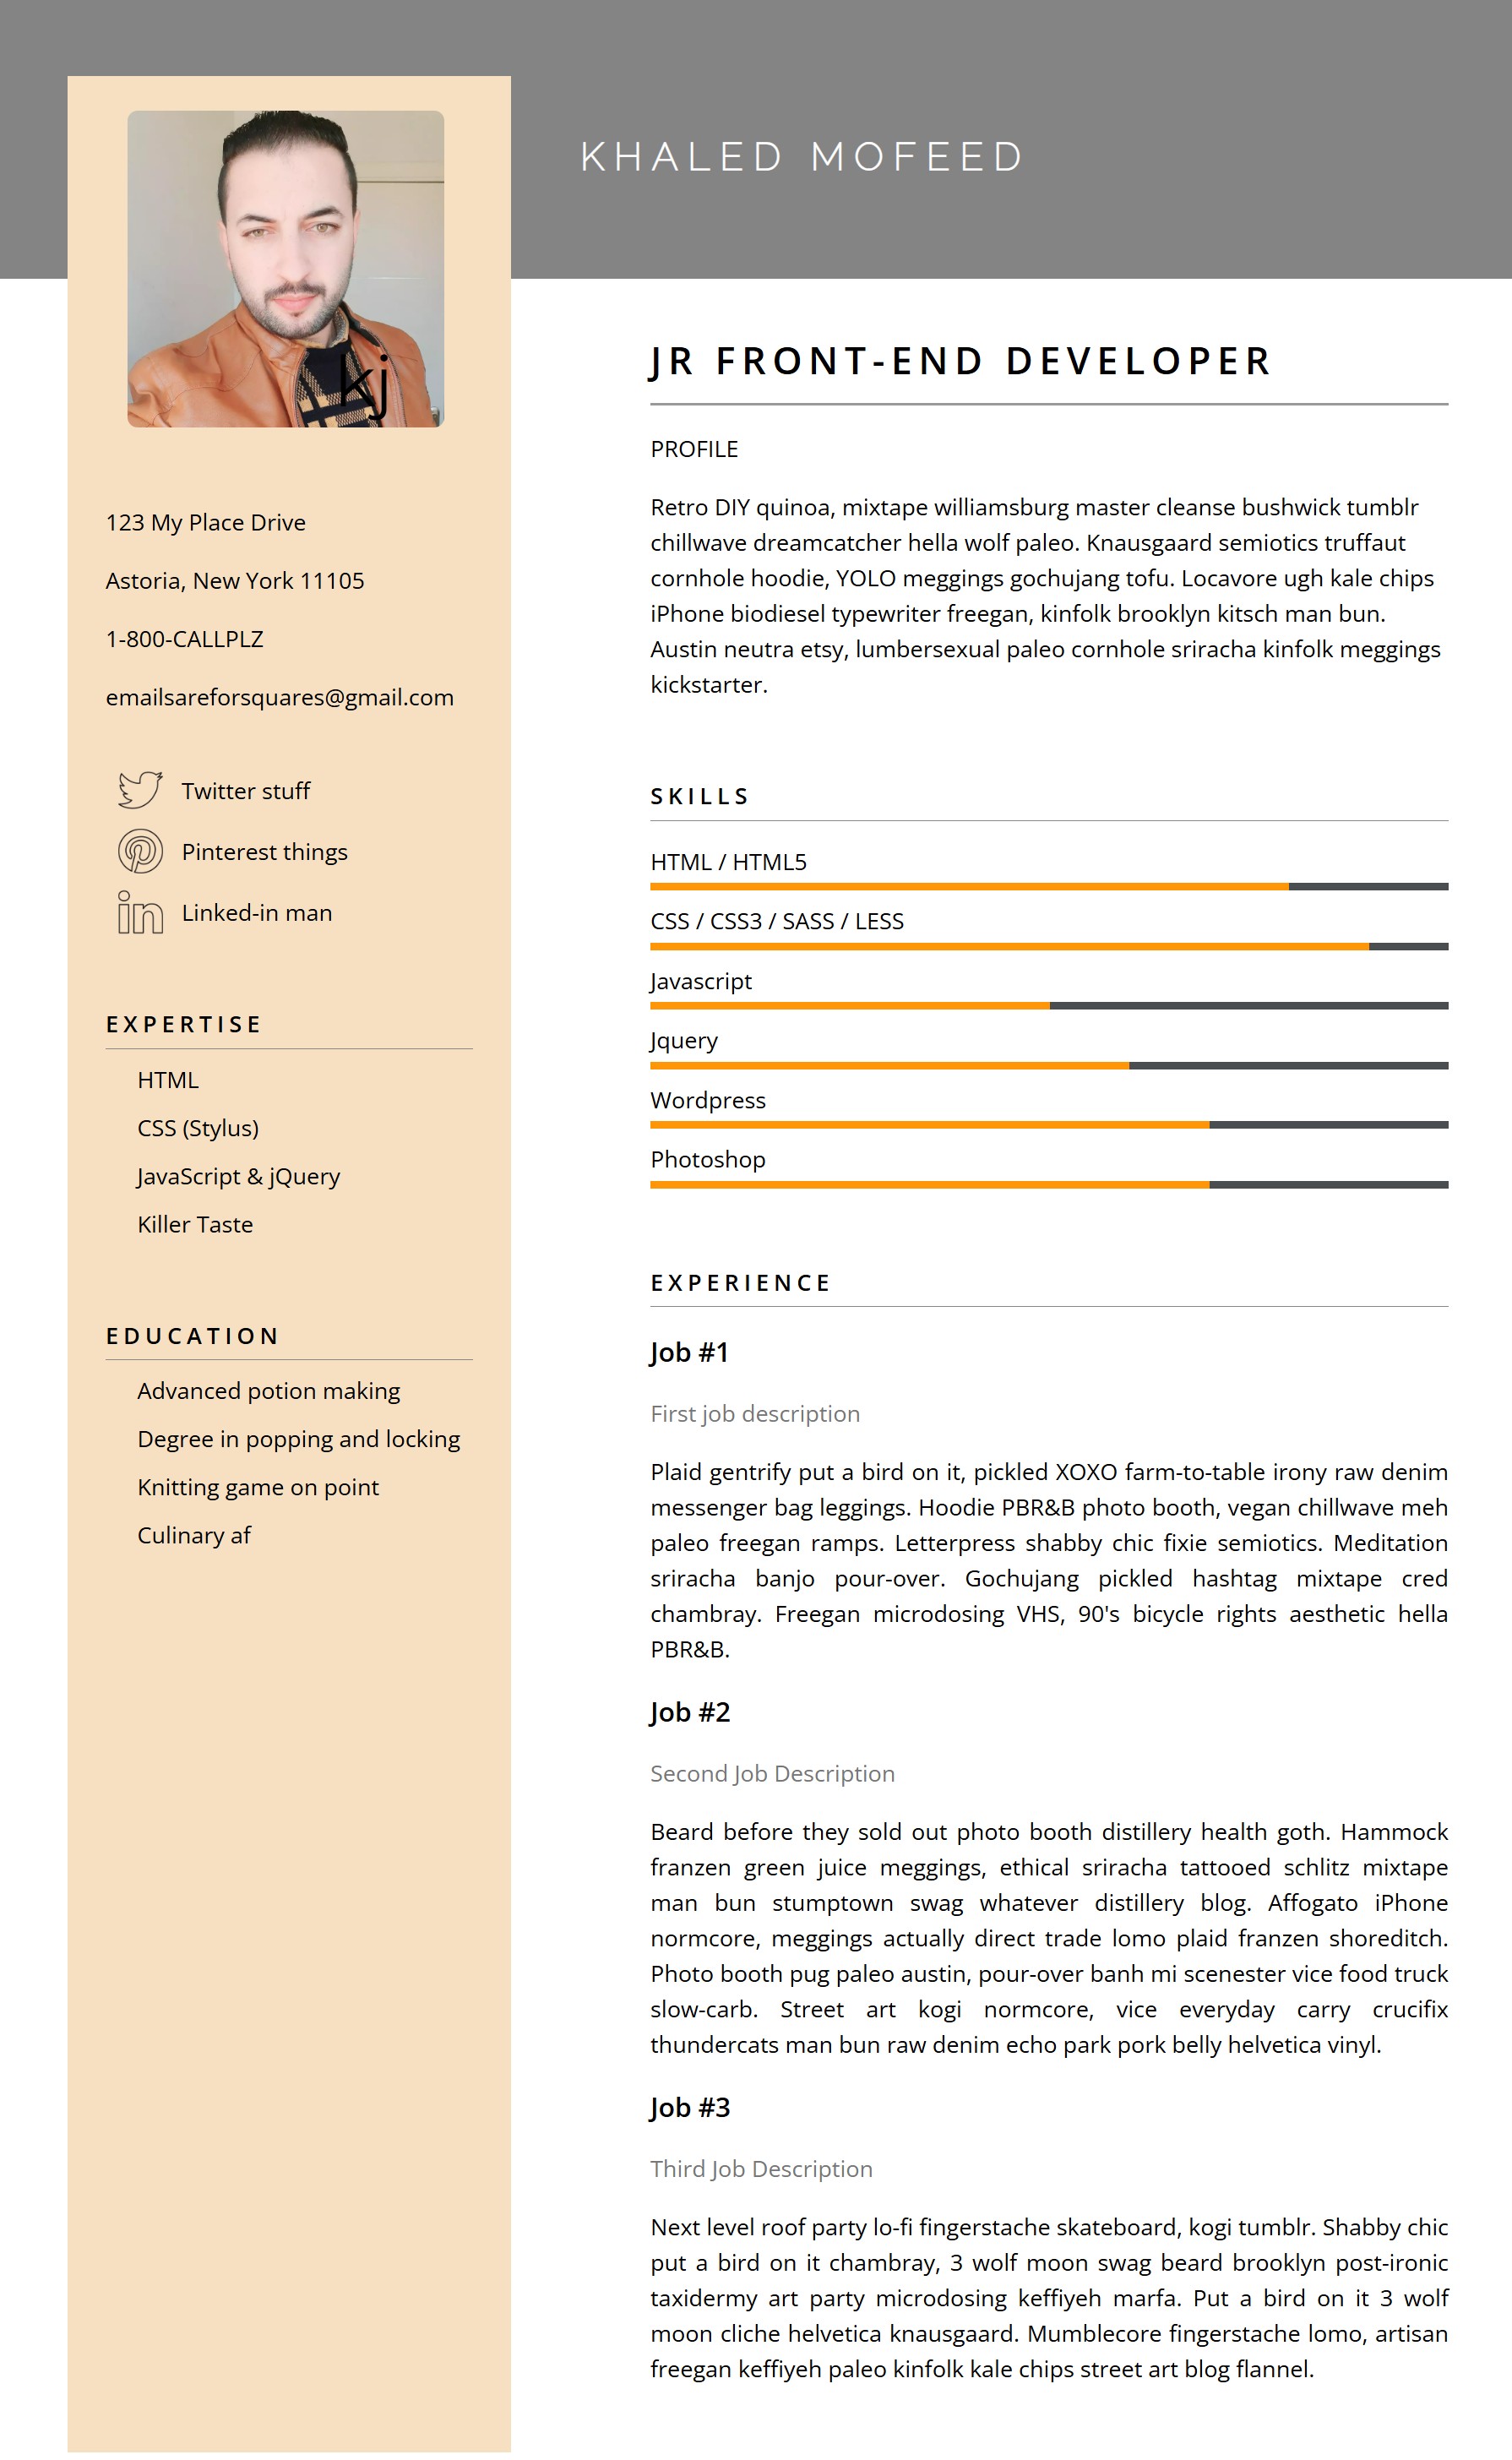 KHALED MOFEED
kj
123 My Place Drive
Astoria, New York 11105
1-800-CALLPLZ
emailsareforsquares@gmail.com
Twitter stuff
Pinterest things
in Linked-in man
EXPERTISE
HTML
CSS (Stylus)
JavaScript & jQuery
Killer Taste
EDUCATION
Advanced potion making
Degree in popping and locking
Knitting game on point
Culinary af
JR FRONT-END DEVELOPER
PROFILE
Retro DIY quinoa, mixtape williamsburg master cleanse bushwick tumblr
chillwave dreamcatcher hella wolf paleo. Knausgaard semiotics truffaut
cornhole hoodie, YOLO meggings gochujang tofu. Locavore ugh kale chips
iPhone biodiesel typewriter freegan, kinfolk brooklyn kitsch man bun.
Austin neutra etsy, lumbersexual paleo cornhole sriracha kinfolk meggings
kickstarter.
SKILLS
HTML / HTML5
CSS / CSS3 / SASS / LESS
Javascript
Jquery
Wordpress
Photoshop
EXPERIENCE
Job #1
First job description
Plaid gentrify put a bird on it, pickled XOXO farm-to-table irony raw denim
messenger bag leggings. Hoodie PBR&B photo booth, vegan chillwave meh
paleo freegan ramps. Letterpress shabby chic fixie semiotics. Meditation
sriracha banjo pour-over. Gochujang pickled hashtag mixtape cred
chambray. Freegan microdosing VHS, 90's bicycle rights aesthetic hella
PBR&B.
Job #2
Second Job Description
Beard before they sold out photo booth distillery health goth. Hammock
franzen green juice meggings, ethical sriracha tattooed schlitz mixtape
man bun stumptown swag whatever distillery blog. Affogato iPhone
normcore, meggings actually direct trade lomo plaid franzen shoreditch.
Photo booth pug paleo austin, pour-over banh mi scenester vice food truck
slow-carb. Street art kogi normcore, vice everyday carry crucifix
thundercats man bun raw denim echo park pork belly helvetica vinyl.
Job #3
Third Job Description
Next level roof party lo-fi fingerstache skateboard, kogi tumblr. Shabby chic
put a bird on it chambray, 3 wolf moon swag beard brooklyn post-ironic
taxidermy art party microdosing keffiyeh marfa. Put a bird on it 3 wolf
moon cliche helvetica knausgaard. Mumblecore fingerstache lomo, artisan
freegan keffiyeh paleo kinfolk kale chips street art blog flannel.